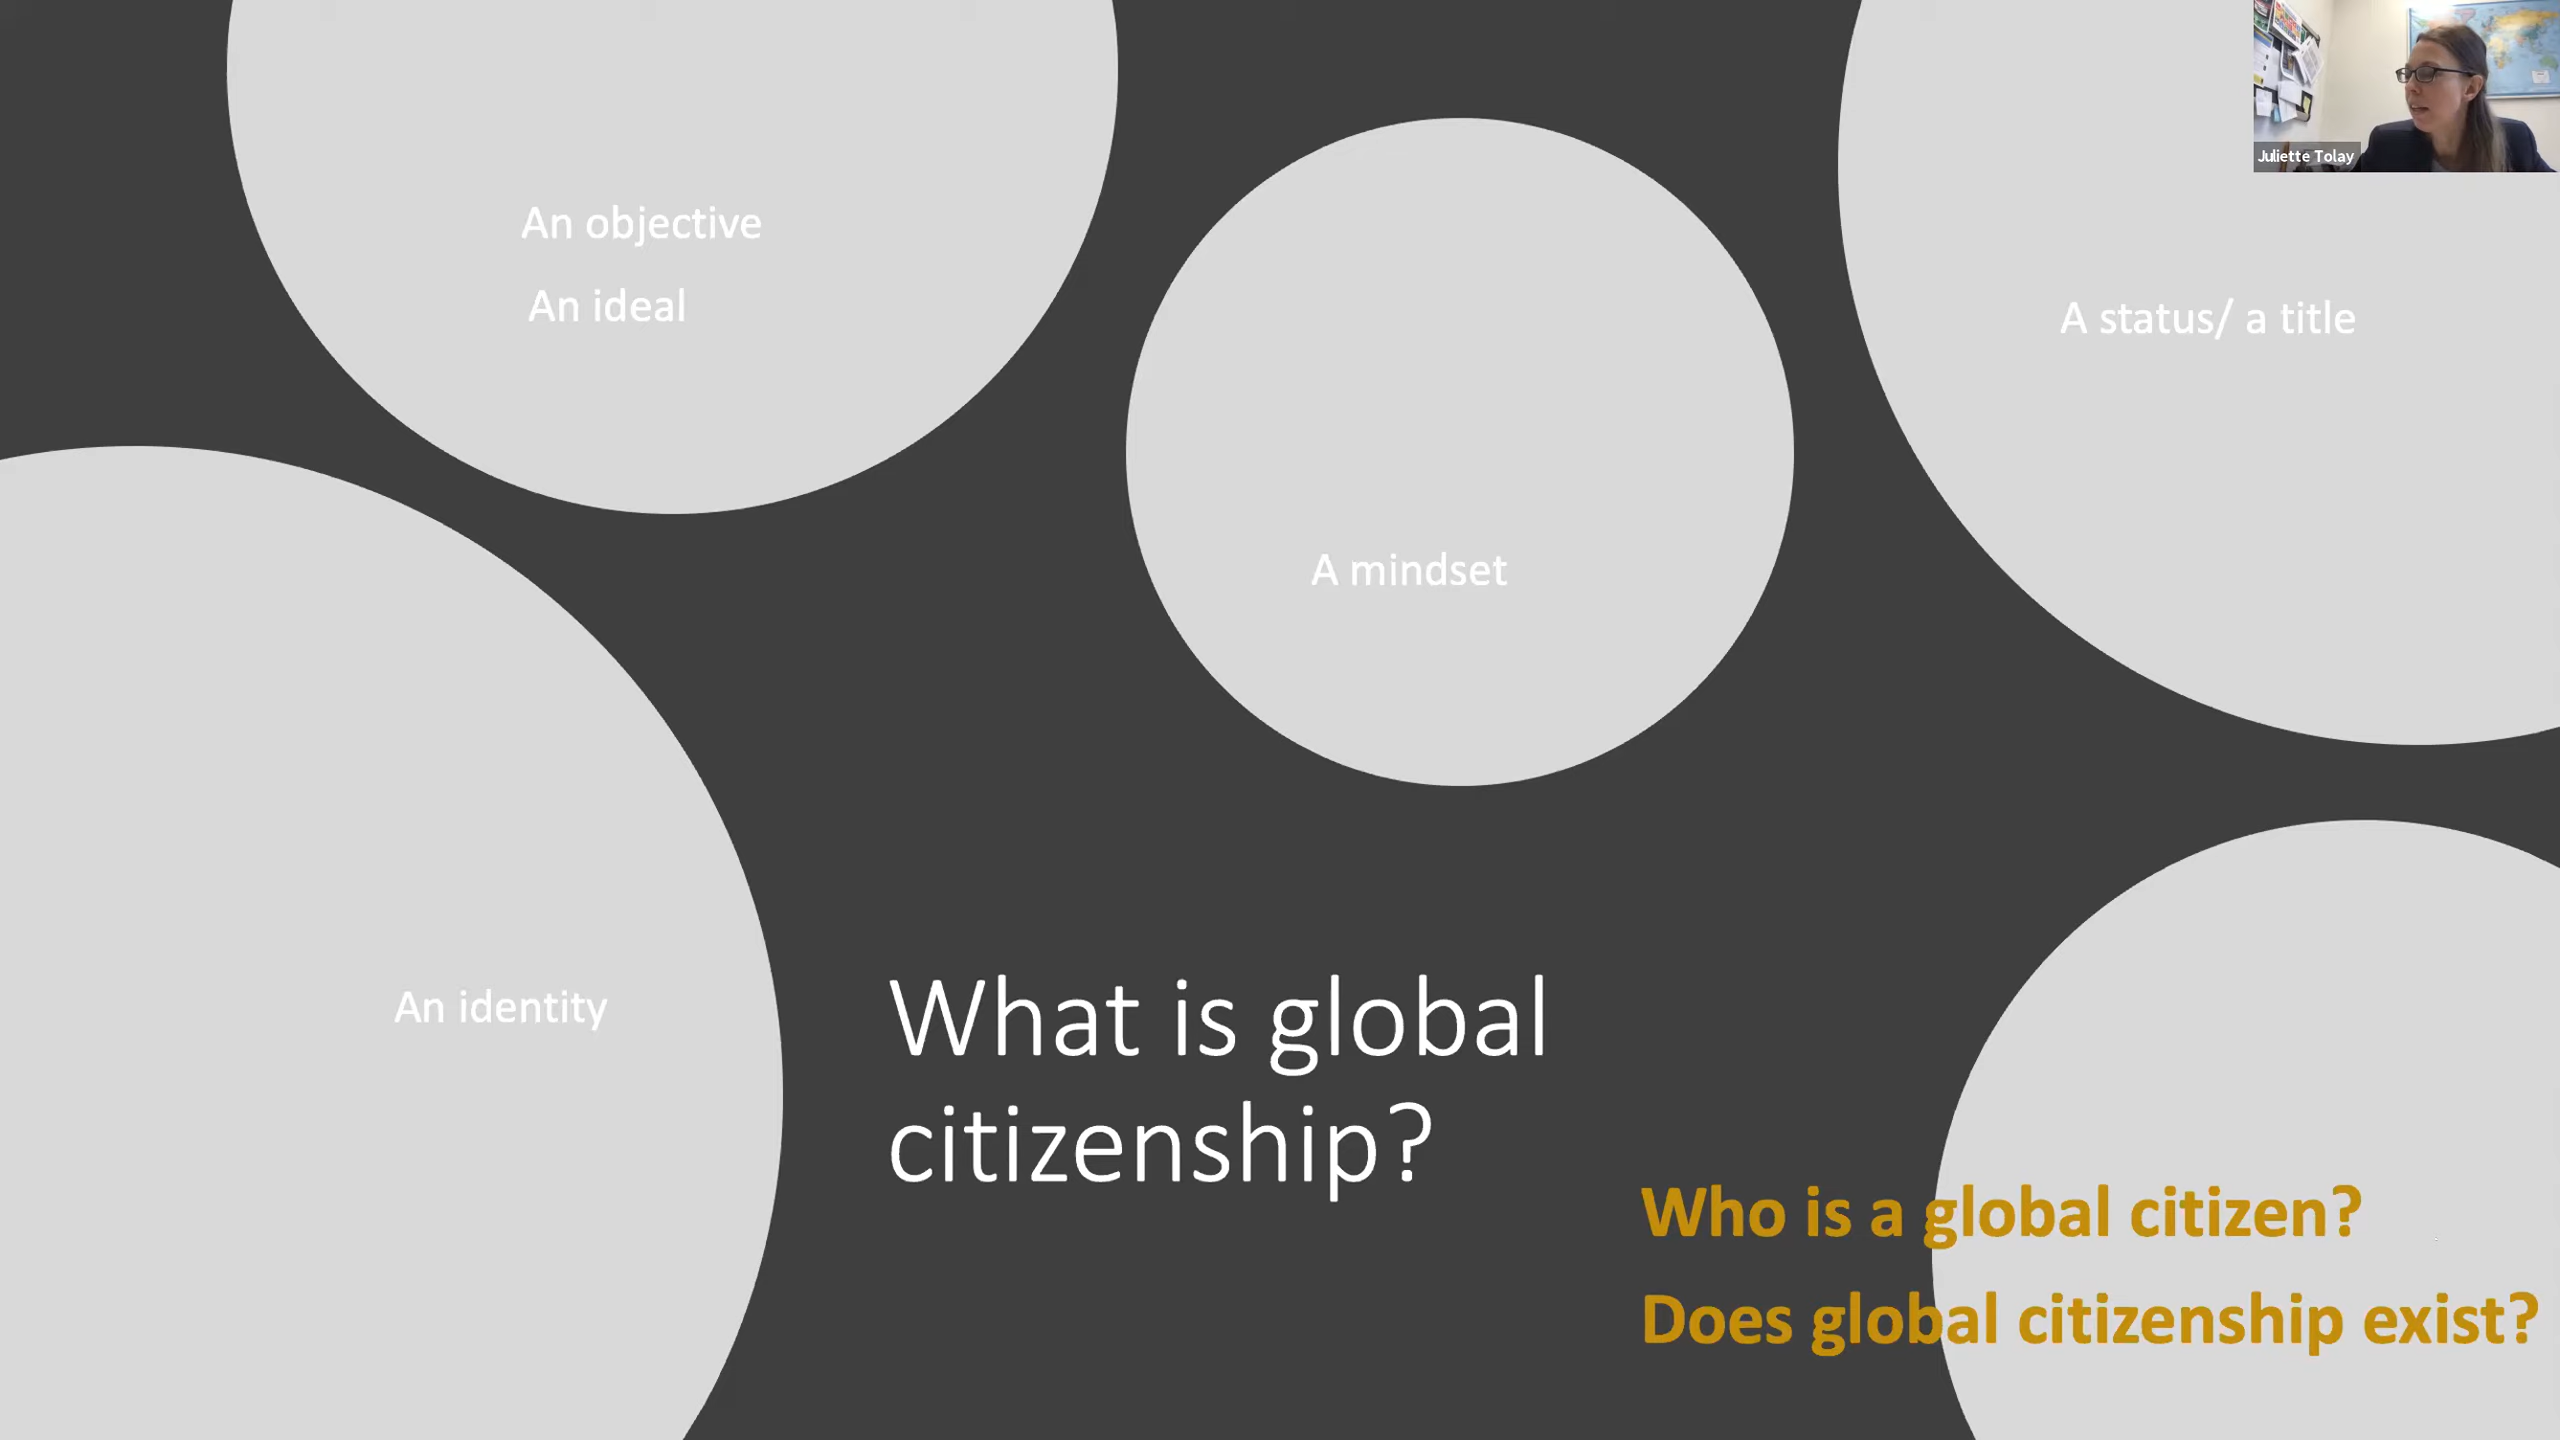 Juliette Tolay
An objective
An ideal
A status/ a title
A mindset
An identity
What is global
citizenship?
Who is a global citizen?
Does global citizenship exist?